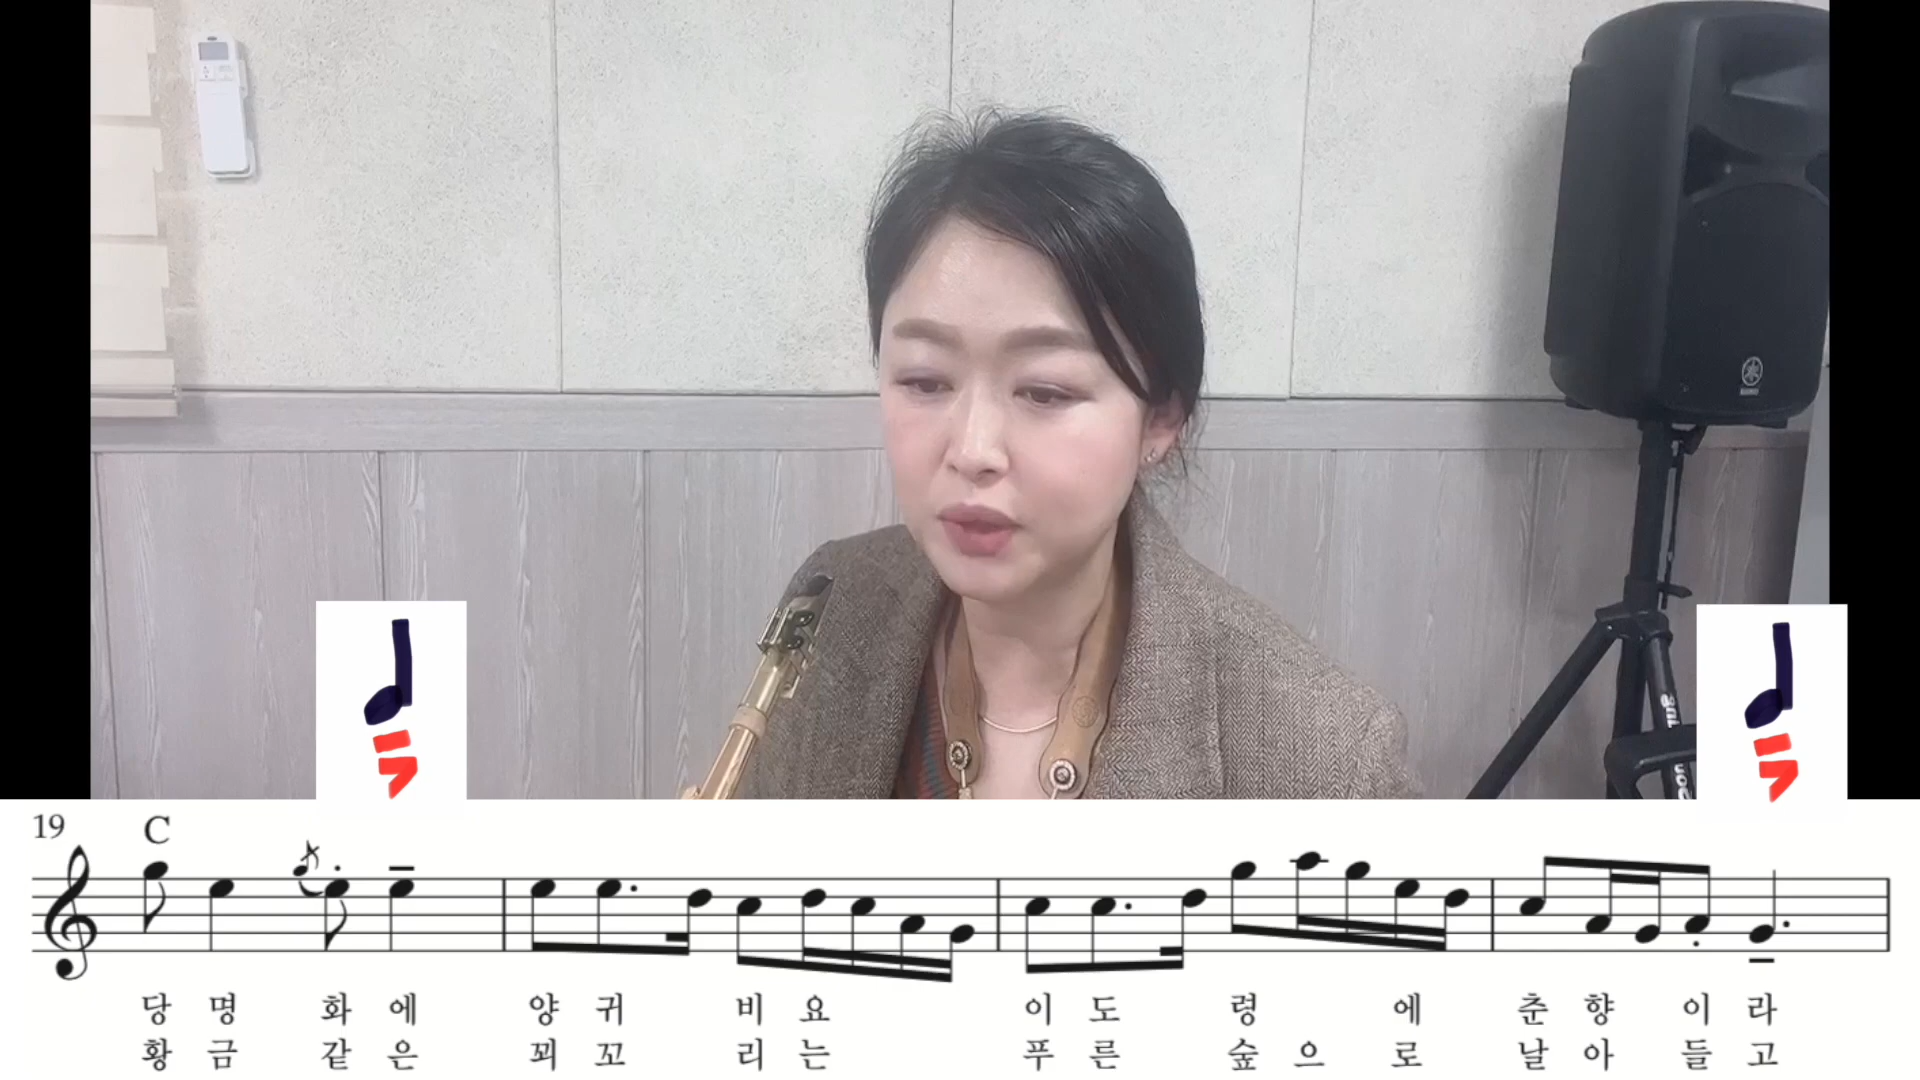 19 C
당 명 화 에 양 귀 비 요 이 도 령 에 춘 향 이 라
황 금 같 은 꾀 꼬 리 는 푸 른 숲 으 로 날 아 들 고